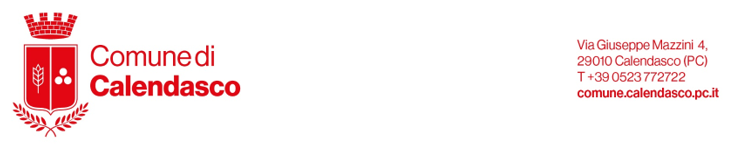 Comune di
Calendasco
Via Giuseppe Mazzini 4,
29010 Calendasco (PC)
T +39 0523 772722
comune.calendasco.pc.it